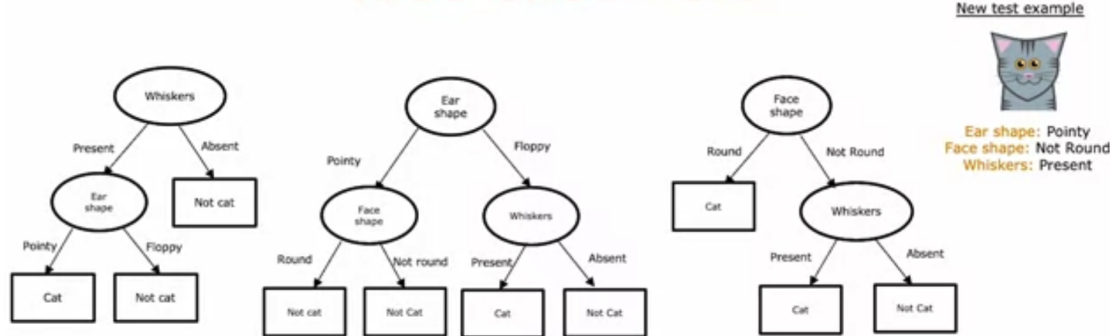 New test example
Ear shape: Pointy
Face shape: Not Round
Whiskers: Present
Whiskers
Present
Absent
Ear
shape
Not cat
Pointy
Floppy
Cat
Not cat
Ear
shape
Pointy
Floppy
Face
shape
Whiskers
Round
Not round
Present
Absent
Not cat
Not Cat
Cat
Not Cat
Face
shape
Round
Not Round
Cat
Whiskers
Present
Absent
Cat
Not Cat